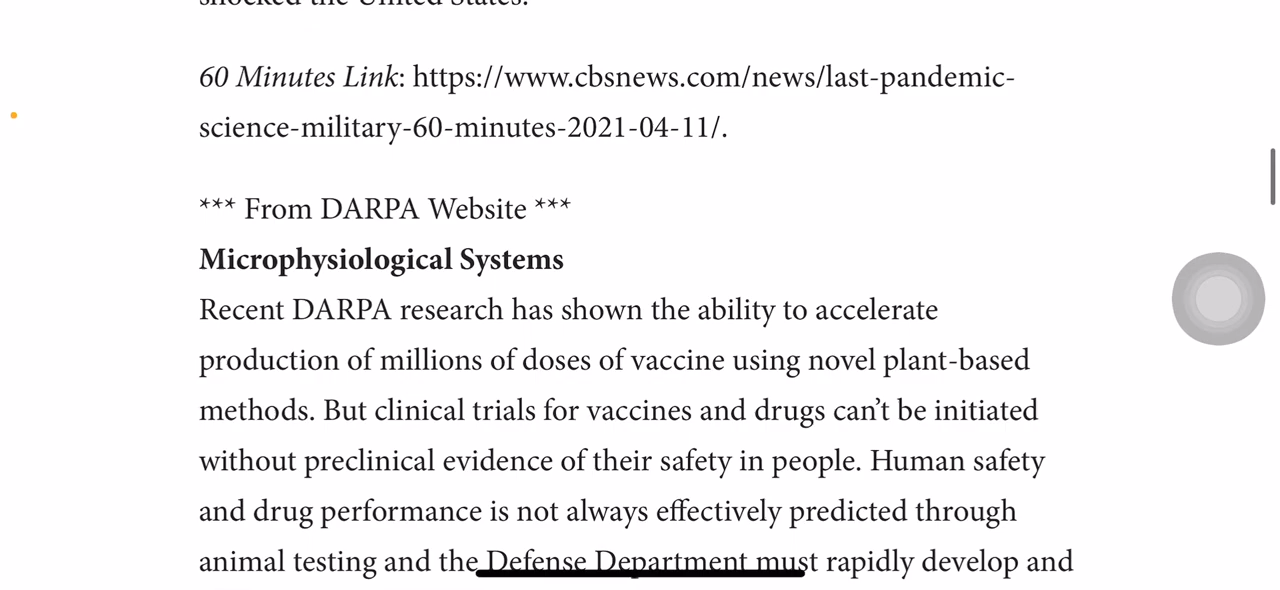 shocked the United States.
60 Minutes Link: https://www.cbsnews.com/news/last-pandemic-
science-military-60-minutes-2021-04-11/.
*** From DARPA Website ***
Microphysiological Systems
Recent DARPA research has shown the ability to accelerate
production of millions of doses of vaccine using novel plant-based
methods. But clinical trials for vaccines and drugs can’t be initiated
without preclinical evidence of their safety in people. Human safety
and drug performance is not always effectively predicted through
animal testing and the Defense Department must rapidly develop and